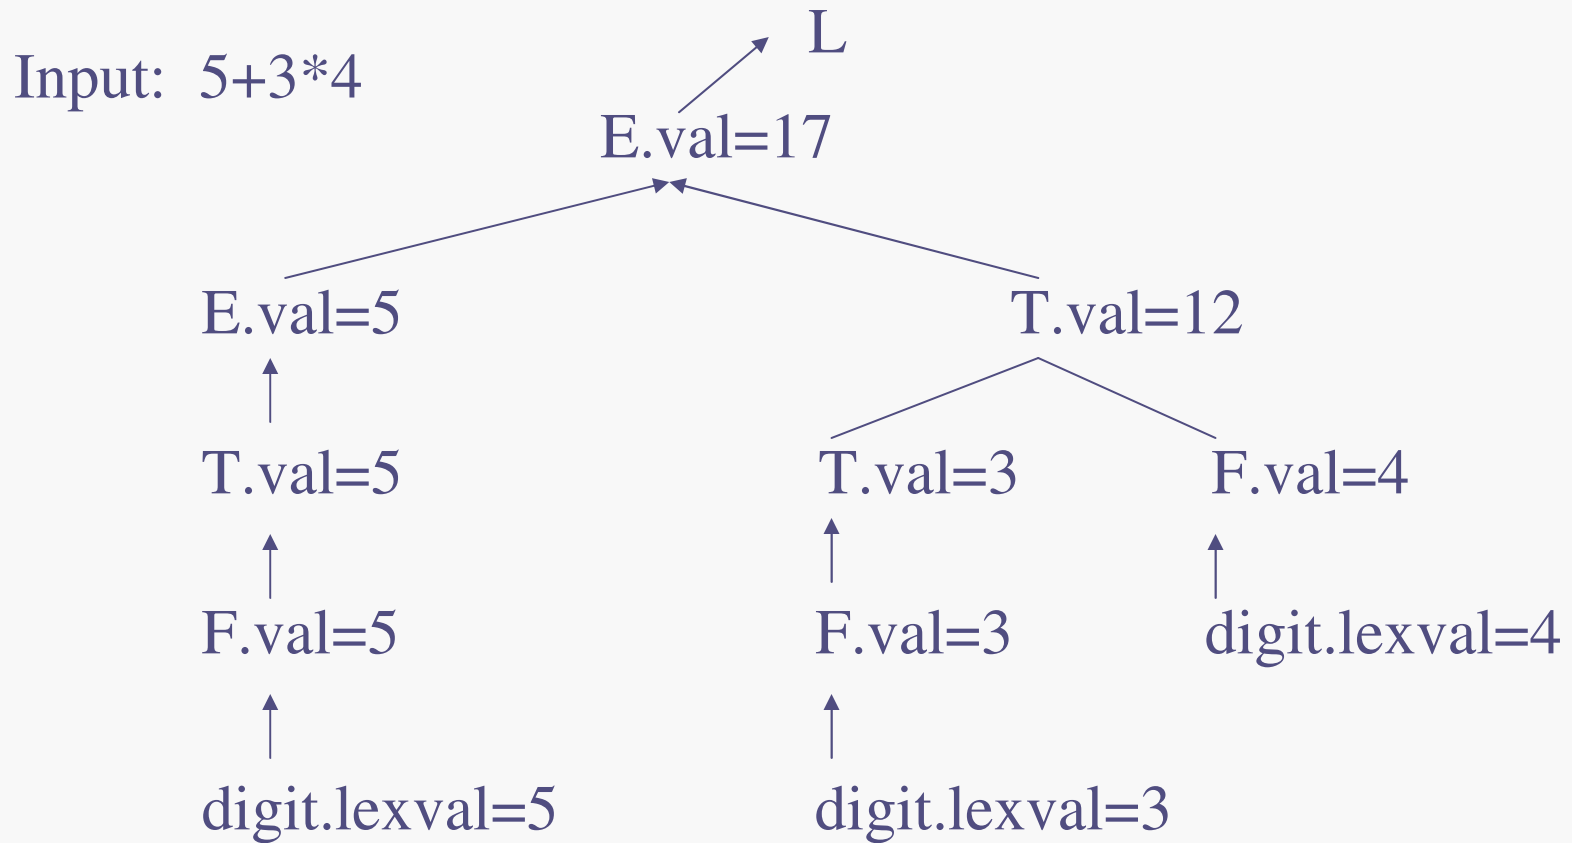 L
Input: 5+3*4
E.val=17
E.val=5 T.val=12
T.val=5 T.val=3 F.val=4
F.val=5 F.val=3 digit.lexval=4
digit.lexval=5 digit.lexval=3